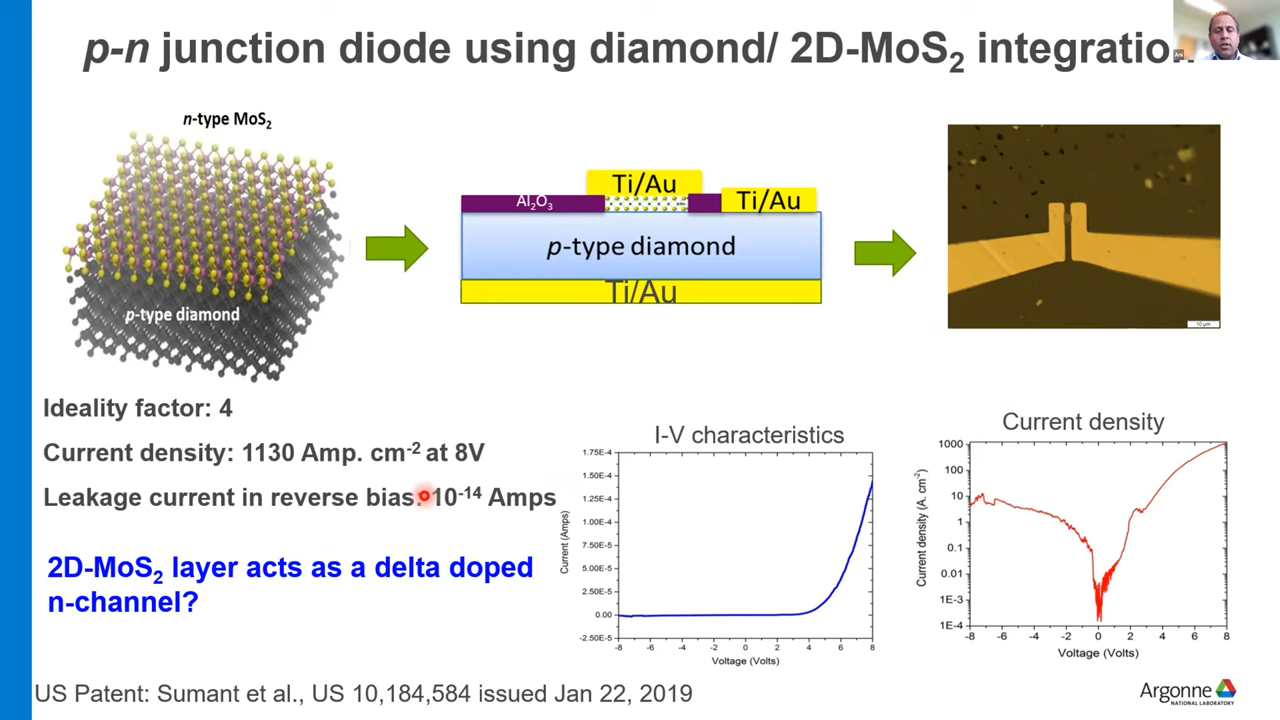 p-n junction diode using diamond/ 2D-MoS₂ integration
n-type MoS₂
p-type diamond
Ti/Au
Al₂O₃
Ti/Au
p-type diamond
Ti/Au
10 µm
Ideality factor: 4
Current density: 1130 Amp. cm⁻² at 8V
Leakage current in reverse bias: 10⁻¹⁴ Amps
2D-MoS₂ layer acts as a delta doped
n-channel?
I-V characteristics
Current (Amps)
1.75E-4
1.50E-4
1.25E-4
1.00E-4
7.50E-5
5.00E-5
2.50E-5
0.00
-2.50E-5
-8 -6 -4 -2 0 2 4 6 8
Voltage (Volts)
Current density
Current density (A. cm⁻²)
1000
100
10
1
0.1
0.01
1E-3
1E-4
-8 -6 -4 -2 0 2 4 6 8
Voltage (Volts)
US Patent: Sumant et al., US 10,184,584 issued Jan 22, 2019
Argonne
NATIONAL LABORATORY